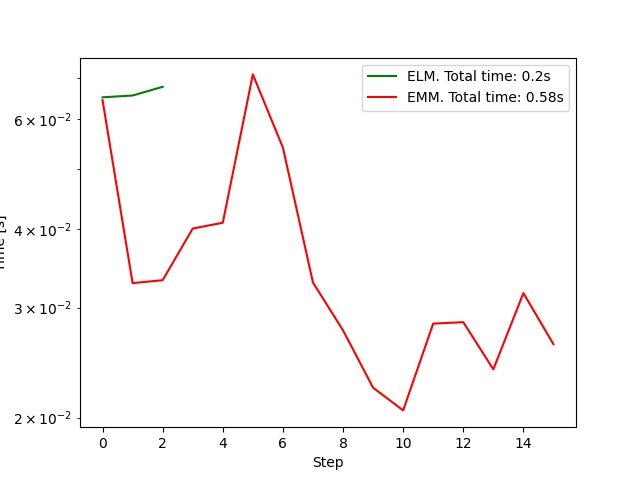 ELM. Total time: 0.2s
EMM. Total time: 0.58s
6 × 10⁻²
4 × 10⁻²
3 × 10⁻²
2 × 10⁻²
Time [s]
0 2 4 6 8 10 12 14
Step